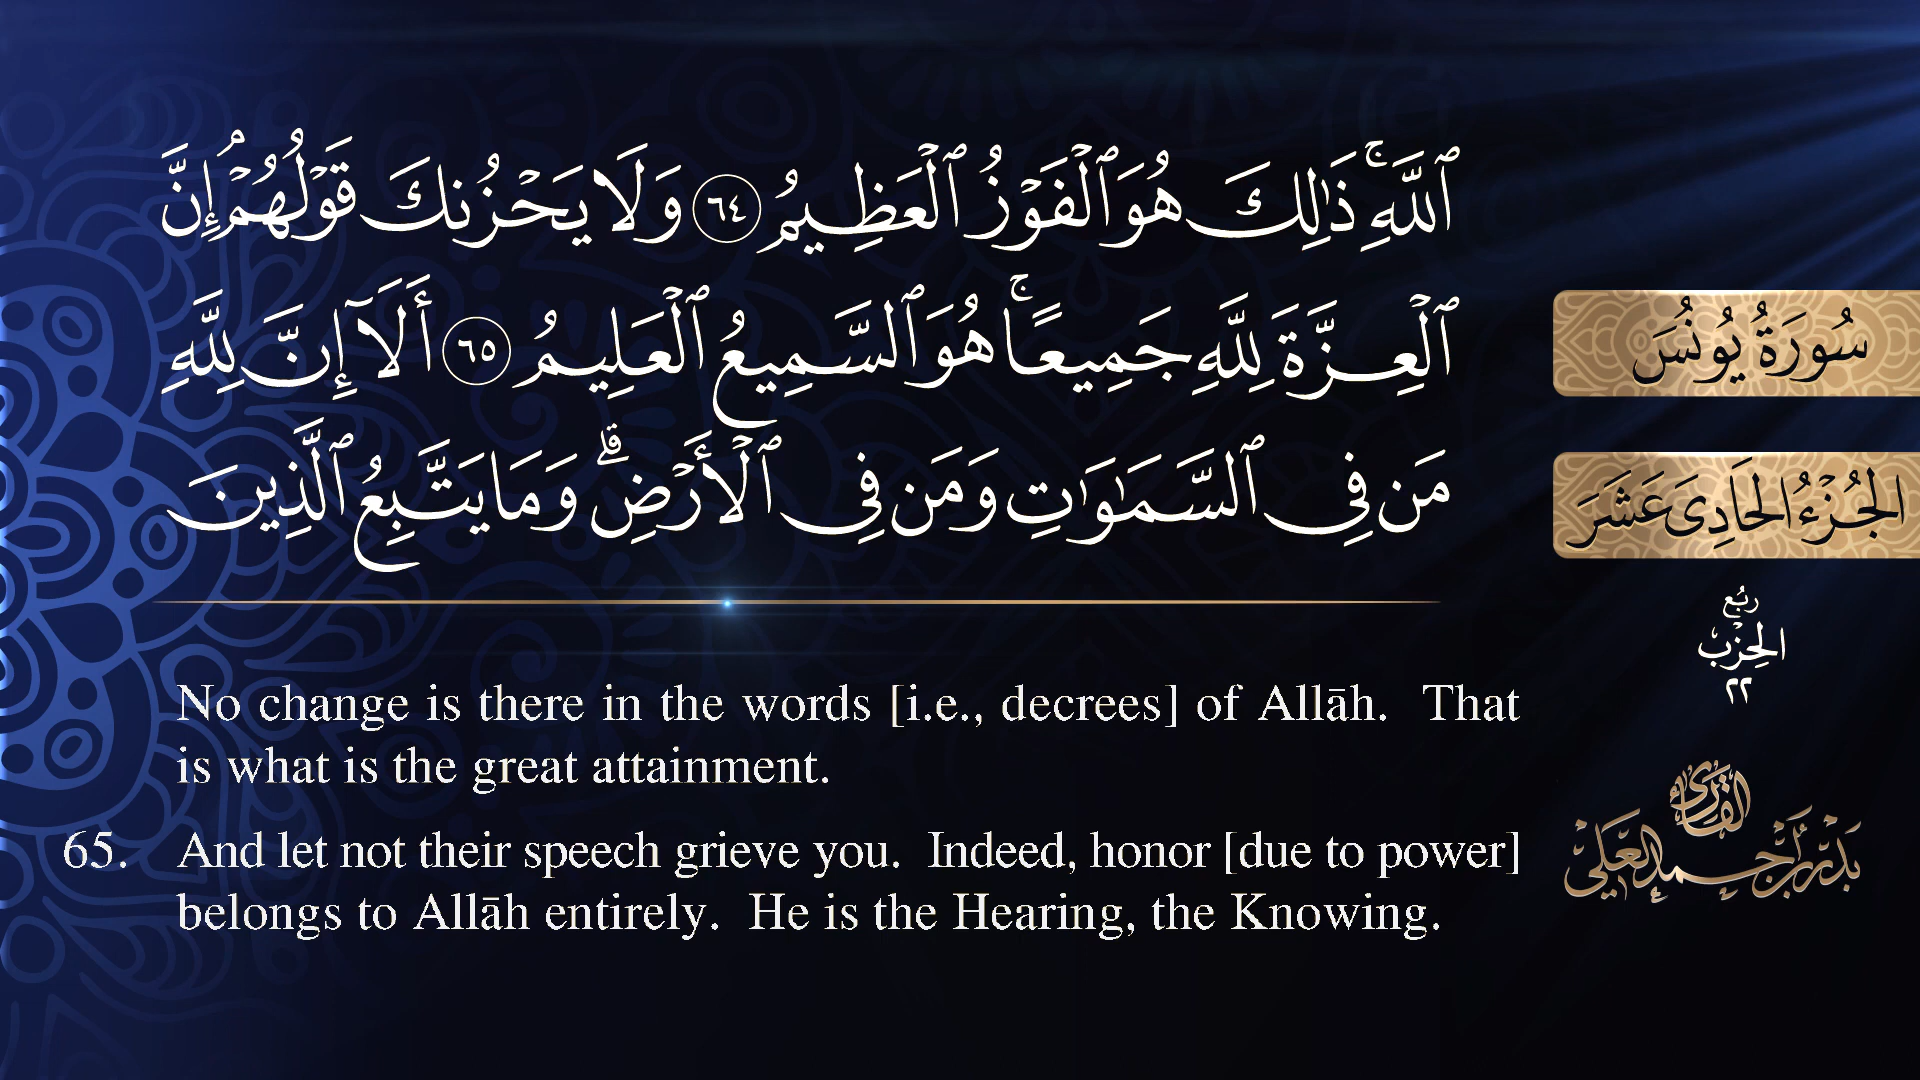 ٱللَّهِۚ ذَٰلِكَ هُوَ ٱلْفَوْزُ ٱلْعَظِيمُ ٦٤ وَلَا يَحْزُنكَ قَوْلُهُمْۘ إِنَّ
ٱلْعِزَّةَ لِلَّهِ جَمِيعًاۚ هُوَ ٱلسَّمِيعُ ٱلْعَلِيمُ ٦٥ أَلَآ إِنَّ لِلَّهِ
مَن فِى ٱلسَّمَٰوَٰتِ وَمَن فِى ٱلْأَرْضِۗ وَمَا يَتَّبِعُ ٱلَّذِينَ
سُورَةُ يُونُسَ
الجُزْءُ الحَادِىَ عَشَرَ
ربع
الحِزْب
٢٢
No change is there in the words [i.e., decrees] of Allāh. That
is what is the great attainment.
65. And let not their speech grieve you. Indeed, honor [due to power]
belongs to Allāh entirely. He is the Hearing, the Knowing.
القارئ